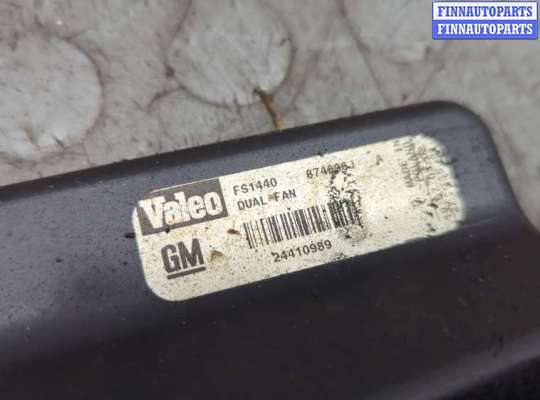 FINNAUTOPARTS
FINNAUTOPARTS
Valeo
FS1440
DUAL FAN
GM
24410989